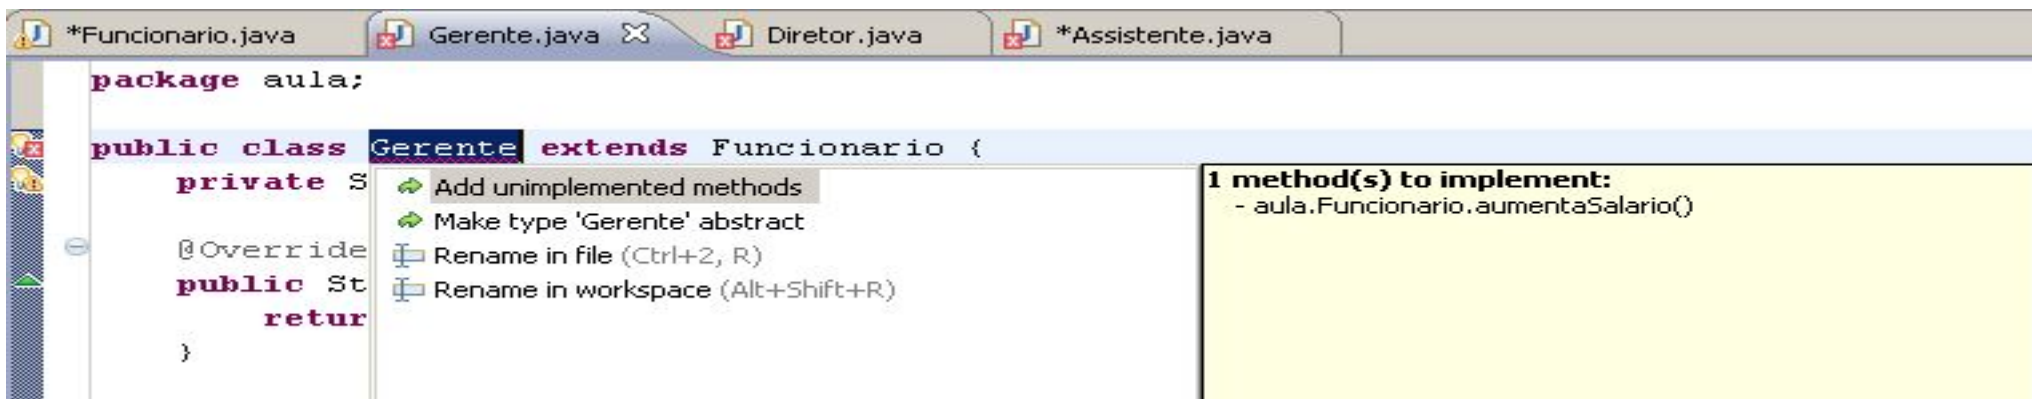 *Funcionario.java Gerente.java Diretor.java *Assistente.java
package aula;
public class Gerente extends Funcionario {
private S
@Override
public St
retur
}
Add unimplemented methods
Make type 'Gerente' abstract
Rename in file (Ctrl+2, R)
Rename in workspace (Alt+Shift+R)
1 method(s) to implement:
- aula.Funcionario.aumentaSalario()